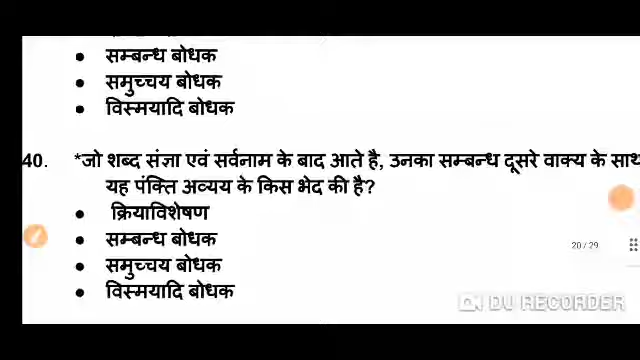 • सम्बन्ध बोधक
• समुच्चय बोधक
• विस्मयादि बोधक
40. *जो शब्द संज्ञा एवं सर्वनाम के बाद आते है, उनका सम्बन्ध दूसरे वाक्य के साथ
यह पंक्ति अव्यय के किस भेद की है?
• क्रियाविशेषण
• सम्बन्ध बोधक
20 / 29
• समुच्चय बोधक
• विस्मयादि बोधक
DU RECORDER